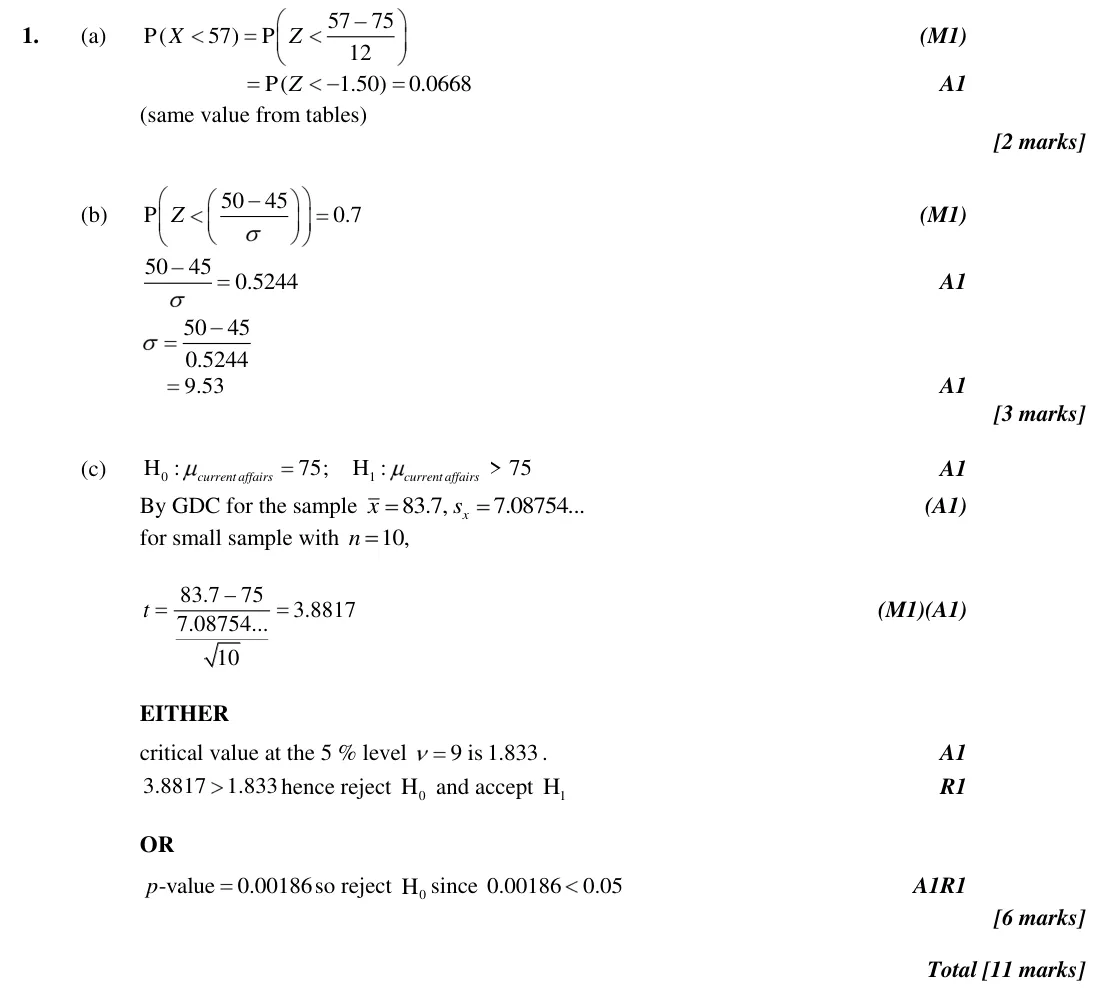 1. (a) P(X < 57) = P(Z < (57 − 75)/12) (M1)
= P(Z < −1.50) = 0.0668 A1
(same value from tables)
[2 marks]
(b) P(Z < ((50 − 45)/σ)) = 0.7 (M1)
(50 − 45)/σ = 0.5244 A1
σ = (50 − 45)/0.5244
= 9.53 A1
[3 marks]
(c) H₀ : μ_current affairs = 75; H₁ : μ_current affairs > 75 A1
By GDC for the sample x̄ = 83.7, sₓ = 7.08754... (A1)
for small sample with n = 10,
t = (83.7 − 75)/(7.08754.../√10) = 3.8817 (M1)(A1)
EITHER
critical value at the 5 % level ν = 9 is 1.833 . A1
3.8817 > 1.833 hence reject H₀ and accept H₁ R1
OR
p-value = 0.00186 so reject H₀ since 0.00186 < 0.05 A1R1
[6 marks]
Total [11 marks]